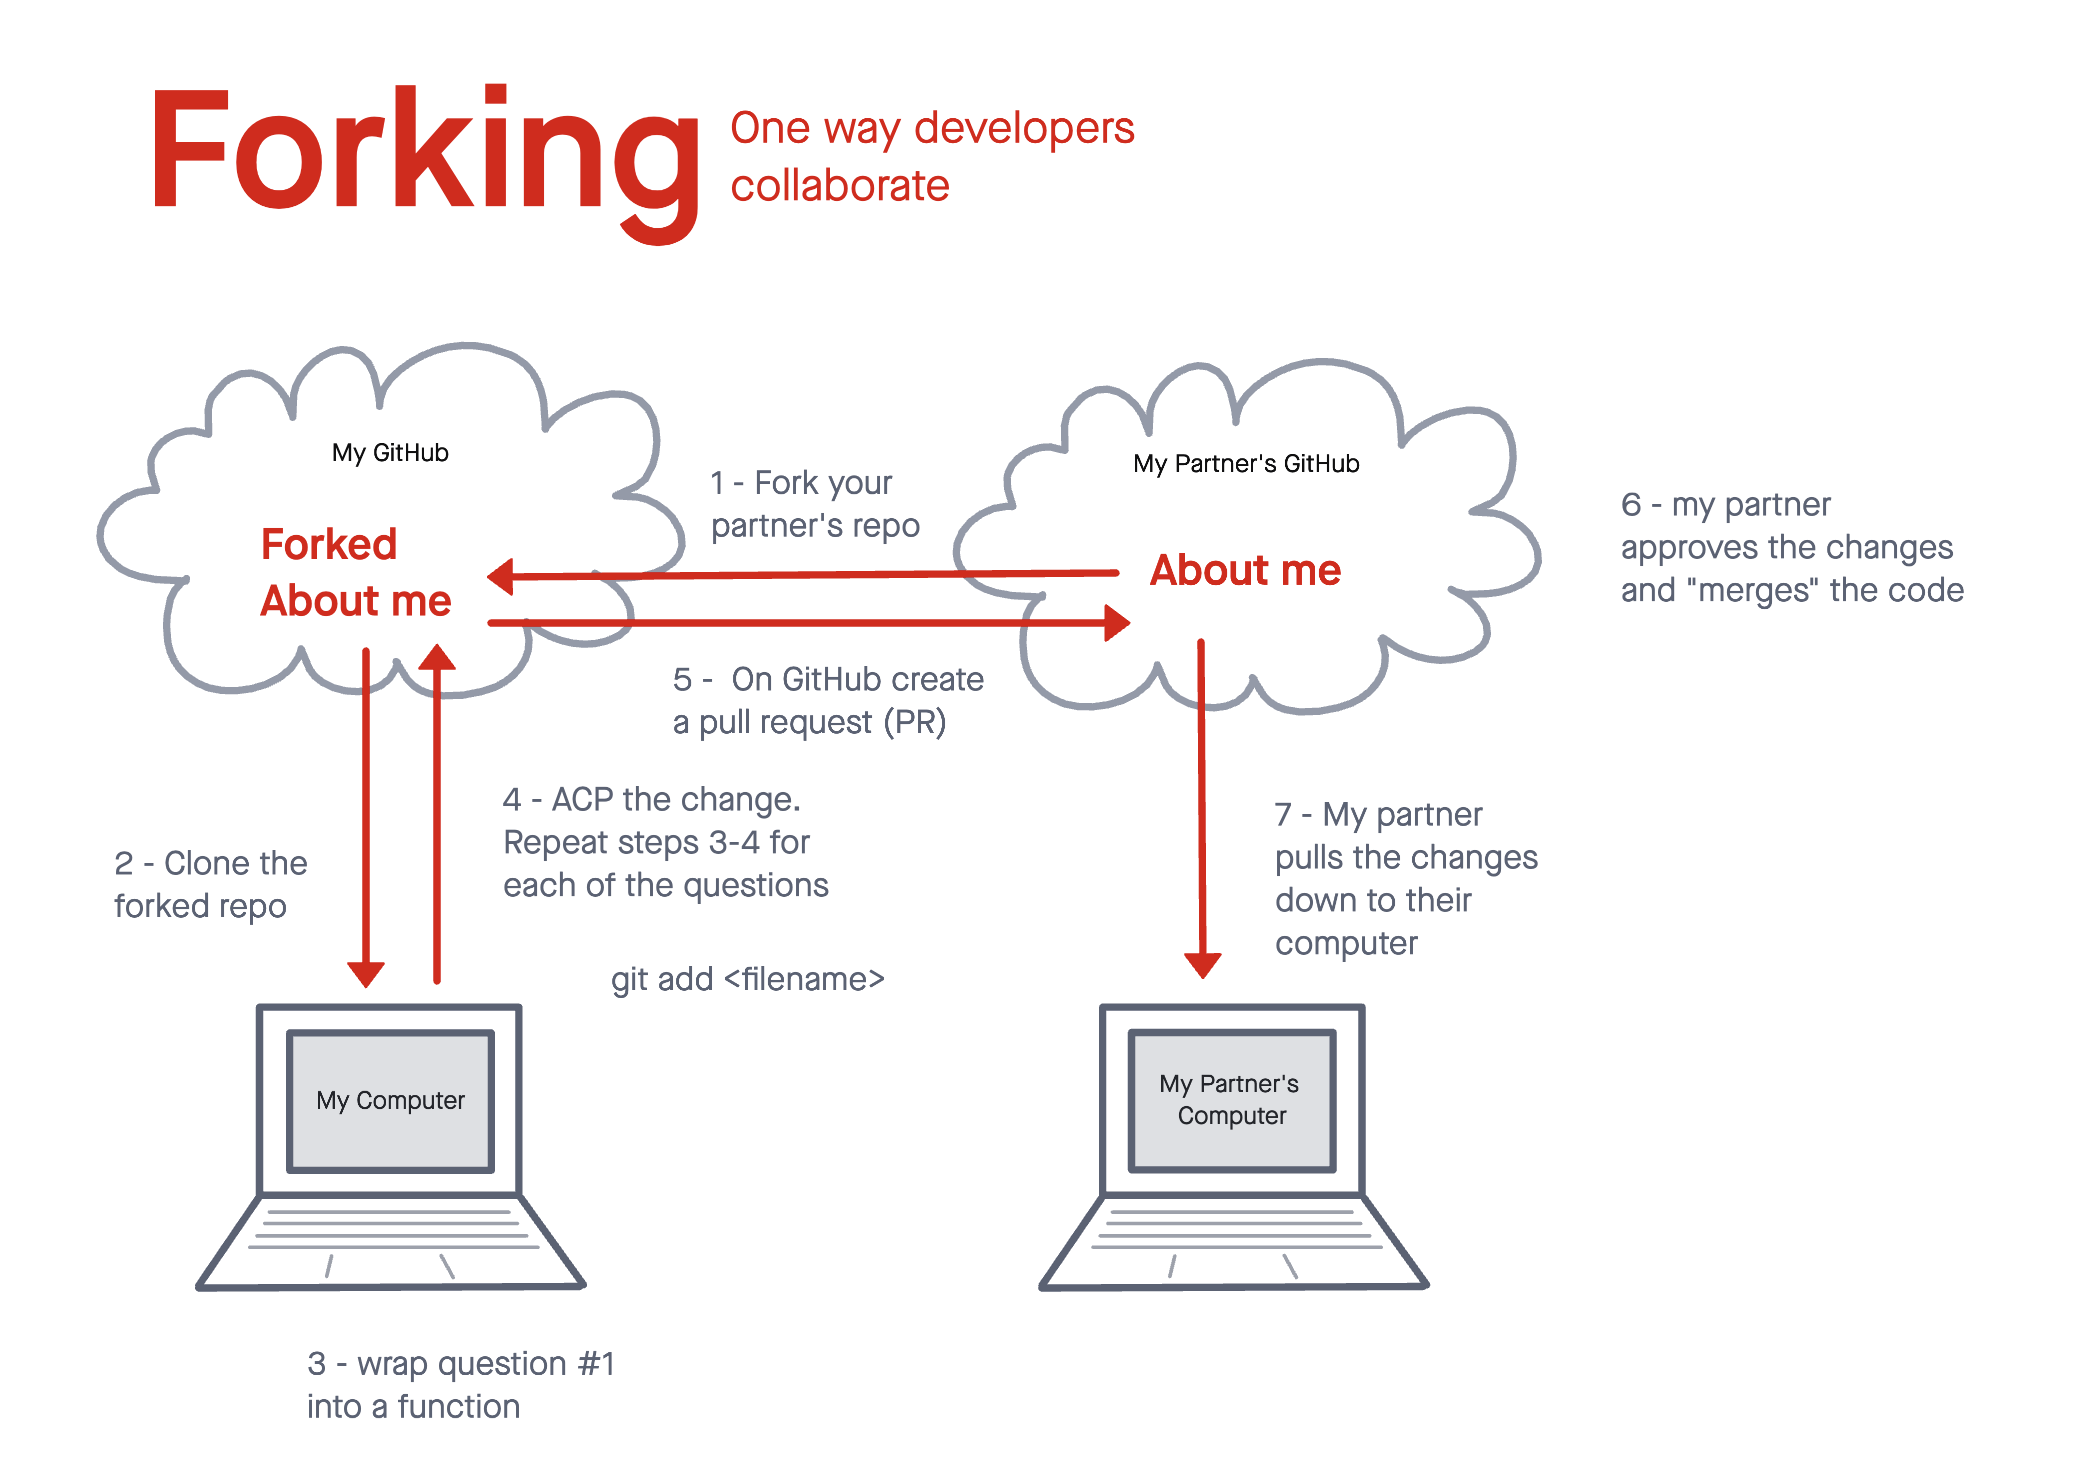 Forking
One way developers
collaborate
My GitHub
Forked
About me
1 - Fork your
partner's repo
My Partner's GitHub
About me
6 - my partner
approves the changes
and "merges" the code
5 -  On GitHub create
a pull request (PR)
2 - Clone the
forked repo
4 - ACP the change.
Repeat steps 3-4 for
each of the questions
git add <filename>
7 - My partner
pulls the changes
down to their
computer
My Computer
My Partner's
Computer
3 - wrap question #1
into a function